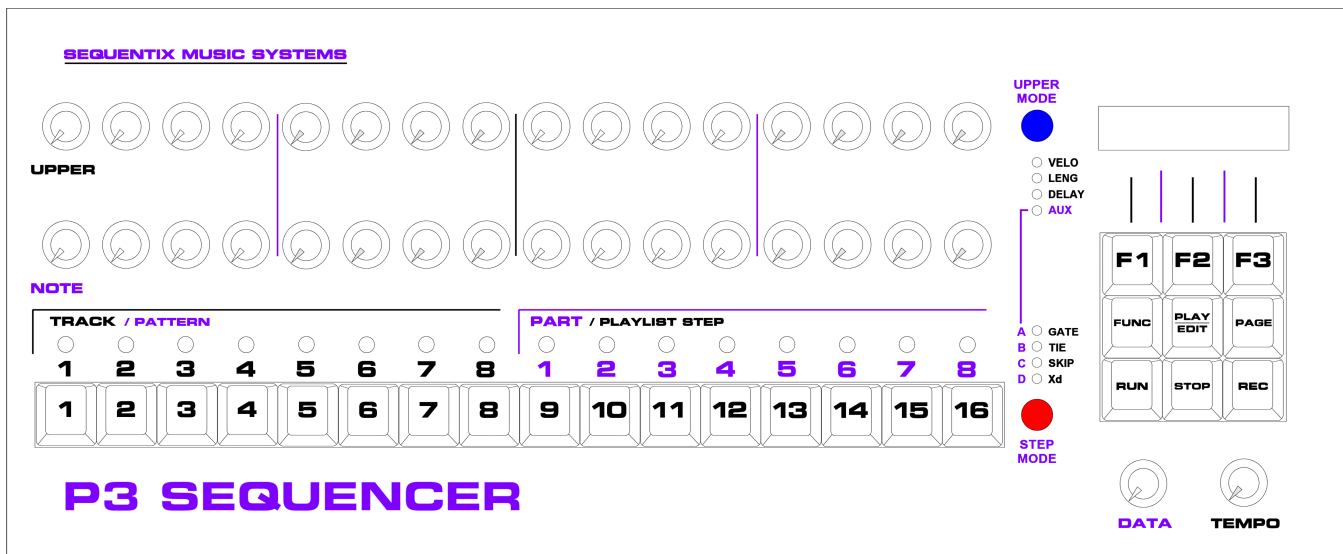 SEQUENTIX MUSIC SYSTEMS
UPPER
MODE
VELO
LENG
DELAY
AUX
UPPER
NOTE
F1 F2 F3
FUNC PLAY EDIT PAGE
RUN STOP REC
TRACK / PATTERN PART / PLAYLIST STEP
1 2 3 4 5 6 7 8 1 2 3 4 5 6 7 8
1 2 3 4 5 6 7 8 9 10 11 12 13 14 15 16
A GATE
B TIE
C SKIP
D Xd
STEP
MODE
P3 SEQUENCER
DATA TEMPO